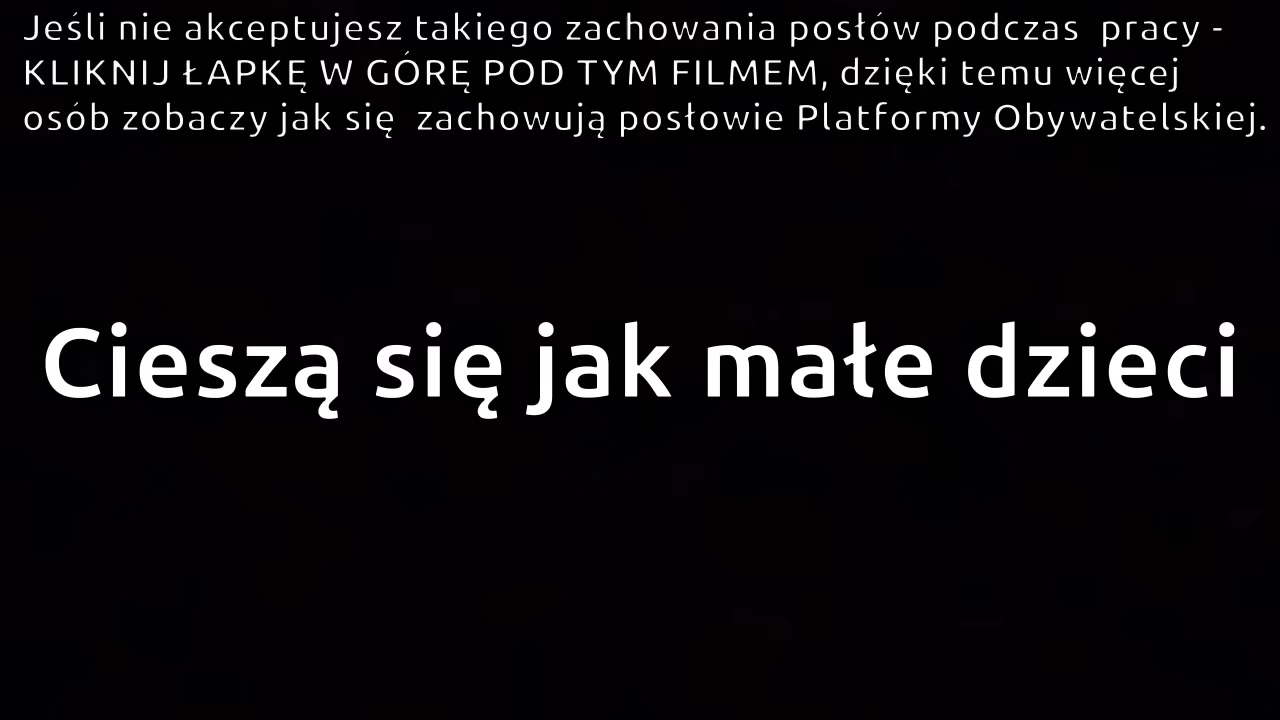 Jeśli nie akceptujesz takiego zachowania posłów podczas pracy -
KLIKNIJ ŁAPKĘ W GÓRĘ POD TYM FILMEM, dzięki temu więcej
osób zobaczy jak się zachowują posłowie Platformy Obywatelskiej.
Cieszą się jak małe dzieci